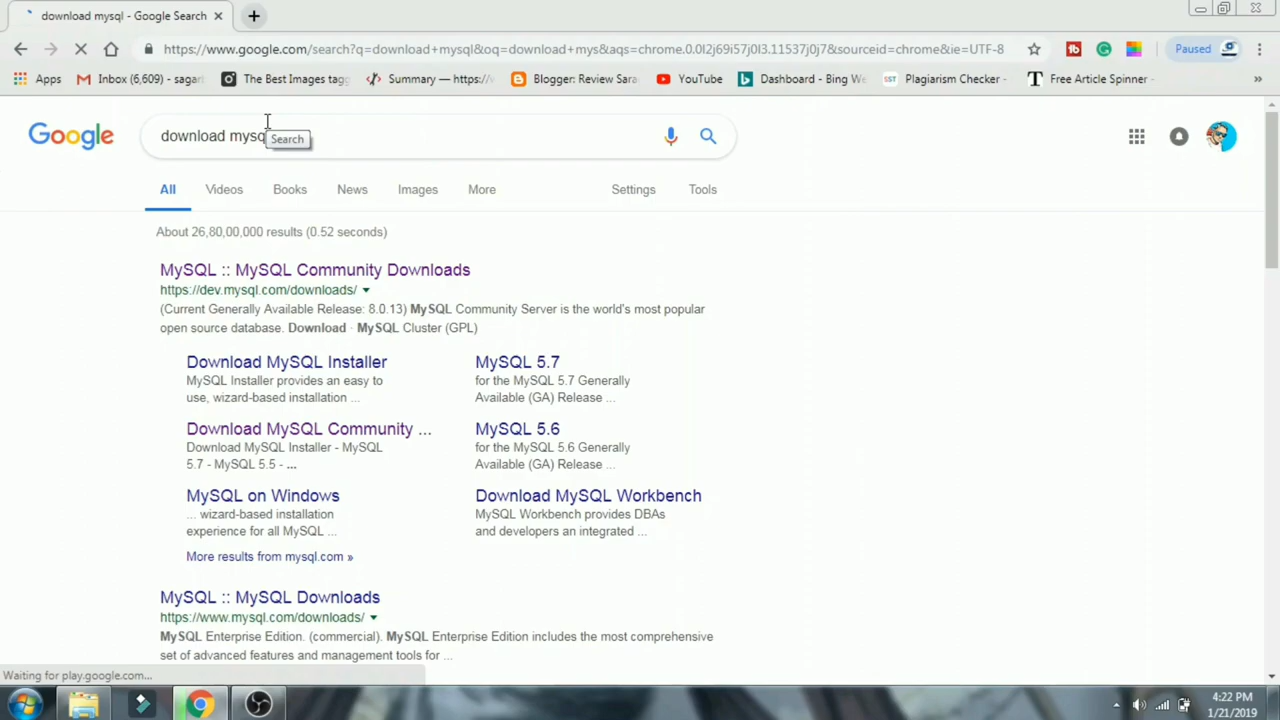 download mysql - Google Search
https://www.google.com/search?q=download+mysql&oq=download+mys&aqs=chrome.0.0l2j69i57j0l3.11537j0j7&sourceid=chrome&ie=UTF-8
Paused
Apps
Inbox (6,609) - sagar
The Best Images tag
Summary — https://
Blogger: Review Sara
YouTube
Dashboard - Bing We
SST
Plagiarism Checker -
Free Article Spinner -
»
Google
download mysq
Search
All
Videos
Books
News
Images
More
Settings
Tools
About 26,80,00,000 results (0.52 seconds)
MySQL :: MySQL Community Downloads
https://dev.mysql.com/downloads/
(Current Generally Available Release: 8.0.13) MySQL Community Server is the world's most popular
open source database. Download · MySQL Cluster (GPL)
Download MySQL Installer
MySQL Installer provides an easy to
use, wizard-based installation ...
MySQL 5.7
for the MySQL 5.7 Generally
Available (GA) Release ...
Download MySQL Community ...
Download MySQL Installer - MySQL
5.7 - MySQL 5.5 - ...
MySQL 5.6
for the MySQL 5.6 Generally
Available (GA) Release ...
MySQL on Windows
... wizard-based installation
experience for all MySQL ...
Download MySQL Workbench
MySQL Workbench provides DBAs
and developers an integrated ...
More results from mysql.com »
MySQL :: MySQL Downloads
https://www.mysql.com/downloads/
MySQL Enterprise Edition. (commercial). MySQL Enterprise Edition includes the most comprehensive
set of advanced features and management tools for ...
Waiting for play.google.com...
4:22 PM
1/21/2019